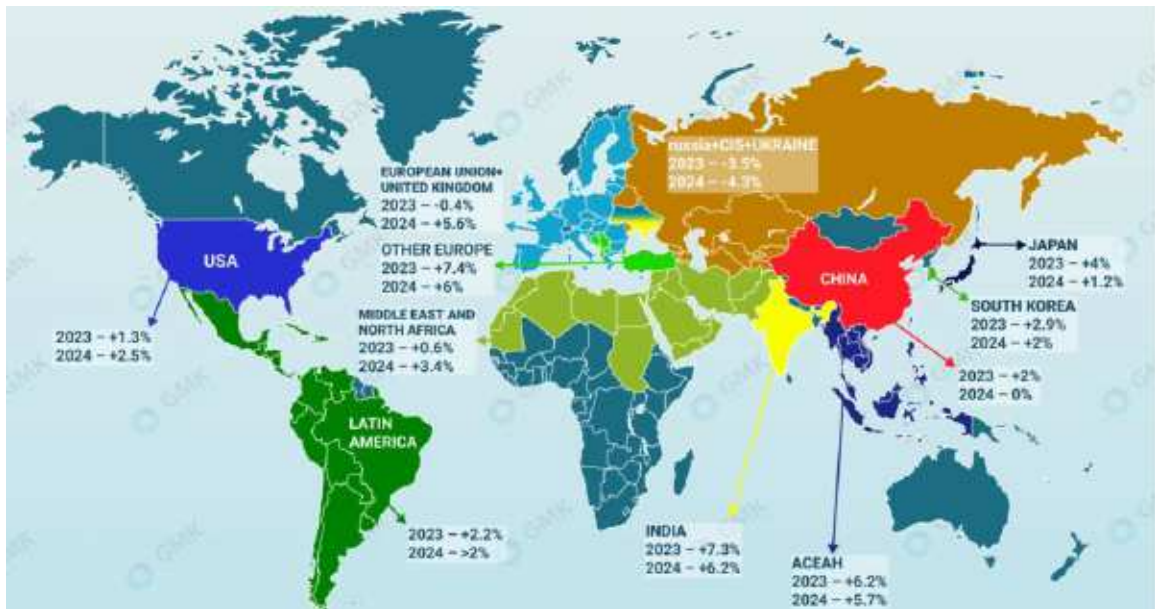 EUROPEAN UNION+
UNITED KINGDOM
2023 – -0.4%
2024 – +5.6%
russia+CIS+UKRAINE
2023 – -3.5%
2024 – -4.3%
OTHER EUROPE
2023 – +7.4%
2024 – +6%
USA
2023 – +1.3%
2024 – +2.5%
MIDDLE EAST AND
NORTH AFRICA
2023 – +0.6%
2024 – +3.4%
CHINA
2023 – +2%
2024 – 0%
JAPAN
2023 – +4%
2024 – +1.2%
SOUTH KOREA
2023 – +2.9%
2024 – +2%
LATIN
AMERICA
2023 – +2.2%
2024 – >2%
INDIA
2023 – +7.3%
2024 – +6.2%
ACEAH
2023 – +6.2%
2024 – +5.7%
GMK